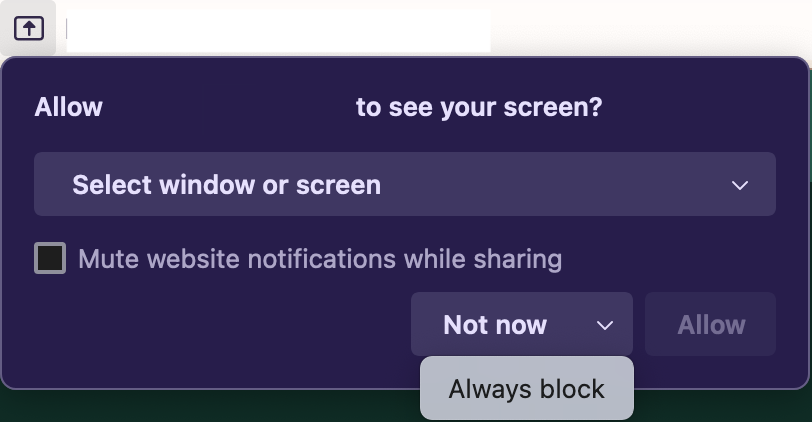 Allow to see your screen?
Select window or screen
Mute website notifications while sharing
Not now Allow
Always block